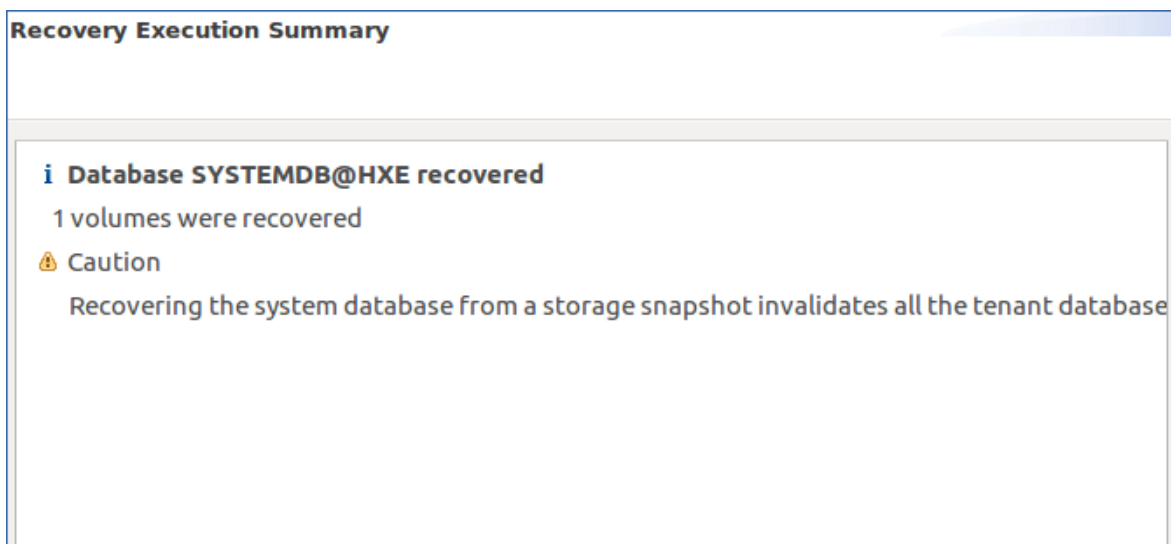 Recovery Execution Summary
i Database SYSTEMDB@HXE recovered
1 volumes were recovered
Caution
Recovering the system database from a storage snapshot invalidates all the tenant database